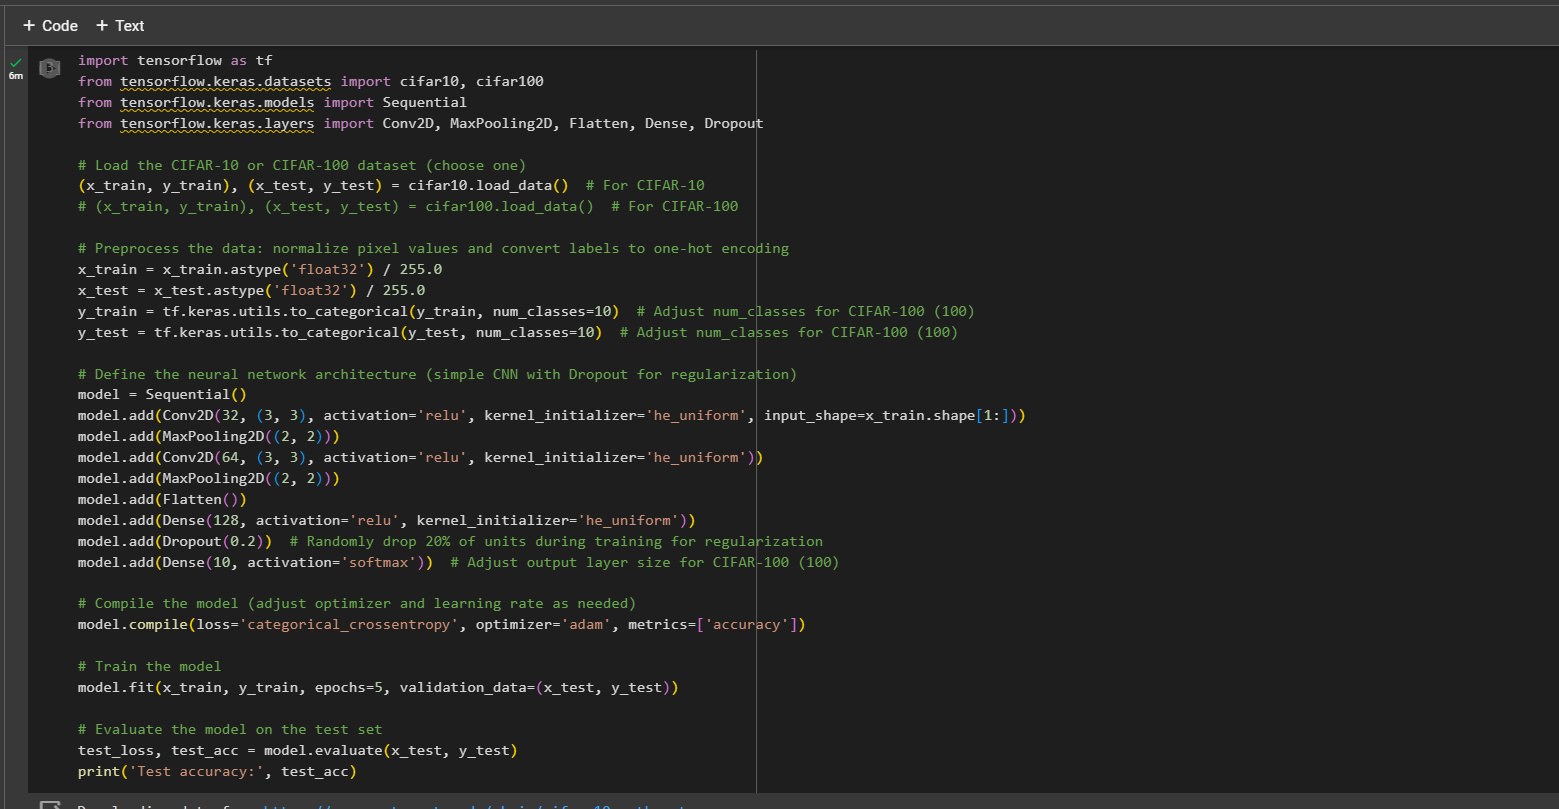 + Code + Text
6m
import tensorflow as tf
from tensorflow.keras.datasets import cifar10, cifar100
from tensorflow.keras.models import Sequential
from tensorflow.keras.layers import Conv2D, MaxPooling2D, Flatten, Dense, Dropout
# Load the CIFAR-10 or CIFAR-100 dataset (choose one)
(x_train, y_train), (x_test, y_test) = cifar10.load_data()  # For CIFAR-10
# (x_train, y_train), (x_test, y_test) = cifar100.load_data()  # For CIFAR-100
# Preprocess the data: normalize pixel values and convert labels to one-hot encoding
x_train = x_train.astype('float32') / 255.0
x_test = x_test.astype('float32') / 255.0
y_train = tf.keras.utils.to_categorical(y_train, num_classes=10)  # Adjust num_classes for CIFAR-100 (100)
y_test = tf.keras.utils.to_categorical(y_test, num_classes=10)  # Adjust num_classes for CIFAR-100 (100)
# Define the neural network architecture (simple CNN with Dropout for regularization)
model = Sequential()
model.add(Conv2D(32, (3, 3), activation='relu', kernel_initializer='he_uniform', input_shape=x_train.shape[1:]))
model.add(MaxPooling2D((2, 2)))
model.add(Conv2D(64, (3, 3), activation='relu', kernel_initializer='he_uniform'))
model.add(MaxPooling2D((2, 2)))
model.add(Flatten())
model.add(Dense(128, activation='relu', kernel_initializer='he_uniform'))
model.add(Dropout(0.2))  # Randomly drop 20% of units during training for regularization
model.add(Dense(10, activation='softmax'))  # Adjust output layer size for CIFAR-100 (100)
# Compile the model (adjust optimizer and learning rate as needed)
model.compile(loss='categorical_crossentropy', optimizer='adam', metrics=['accuracy'])
# Train the model
model.fit(x_train, y_train, epochs=5, validation_data=(x_test, y_test))
# Evaluate the model on the test set
test_loss, test_acc = model.evaluate(x_test, y_test)
print('Test accuracy:', test_acc)